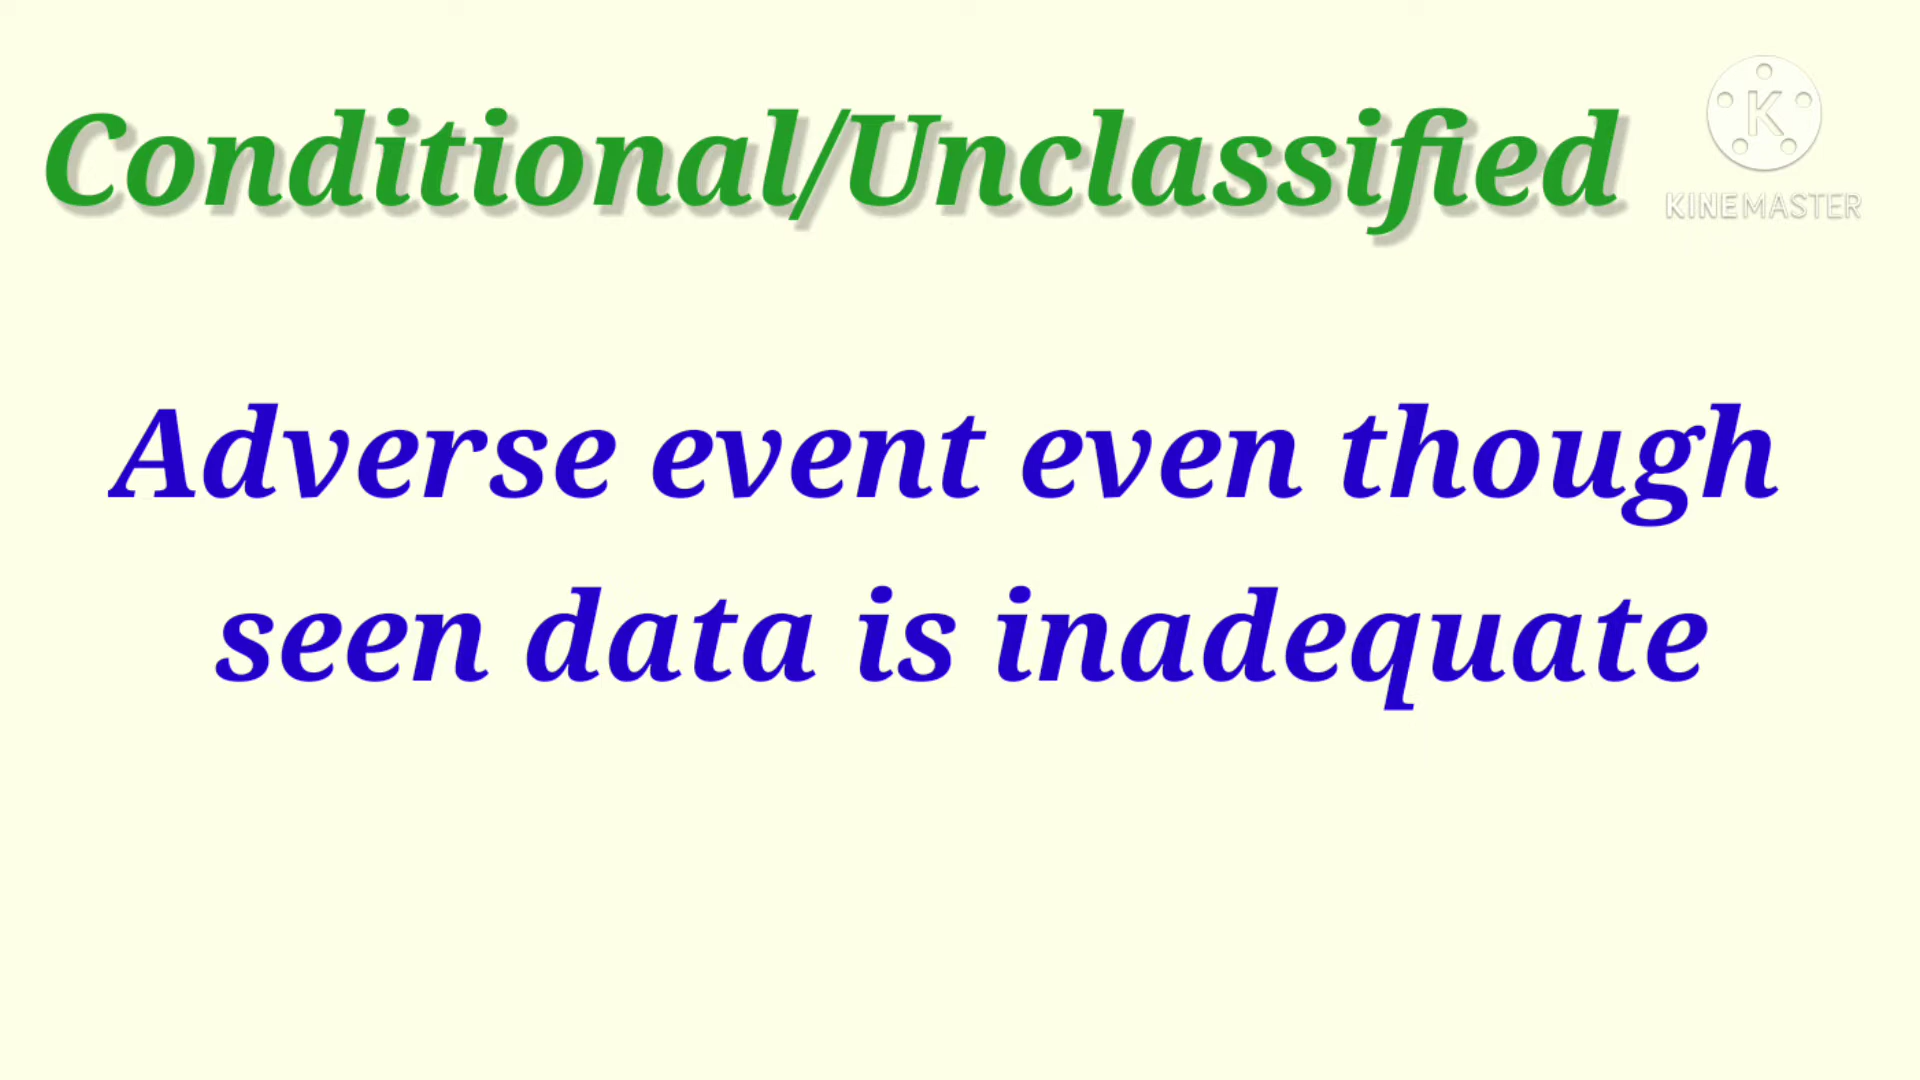 Conditional/Unclassified
K
KINEMASTER
Adverse event even though
seen data is inadequate